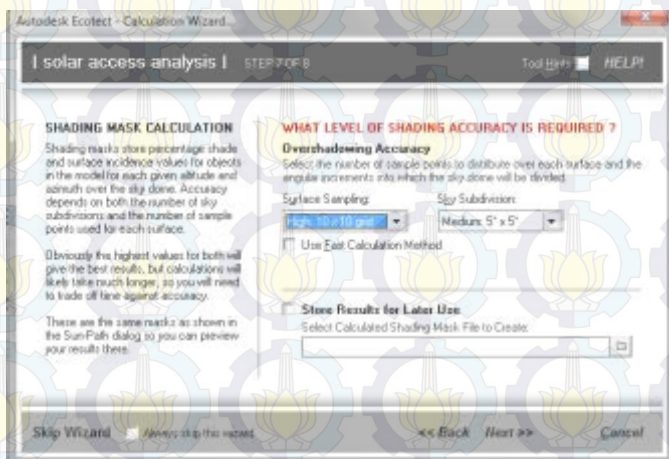 Autodesk Ecotect - Calculation Wizard...
| solar access analysis | STEP 7 OF 8
Tool Hints HELP!
SHADING MASK CALCULATION
Shading masks store percentage shade
and surface incidence values for objects
in the model for each given altitude and
azimuth over the sky dome. Accuracy
depends on both the number of sky
subdivisions and the number of sample
points used for each surface.
Obviously the highest values for both will
give the best results, but calculations will
likely take much longer, so you will need
to trade off time against accuracy.
These are the same masks as shown in
the Sun-Path dialog so you can preview
your results there.
WHAT LEVEL OF SHADING ACCURACY IS REQUIRED ?
Overshadowing Accuracy
Select the number of sample points to distribute over each surface and the
angular increments into which the sky dome will be divided.
Surface Sampling: Sky Subdivision:
High: 10 x 10 grid Medium: 5° x 5°
Use Fast Calculation Method
Store Results for Later Use
Select Calculated Shading Mask File to Create:
Skip Wizard Always skip this wizard. << Back Next >> Cancel